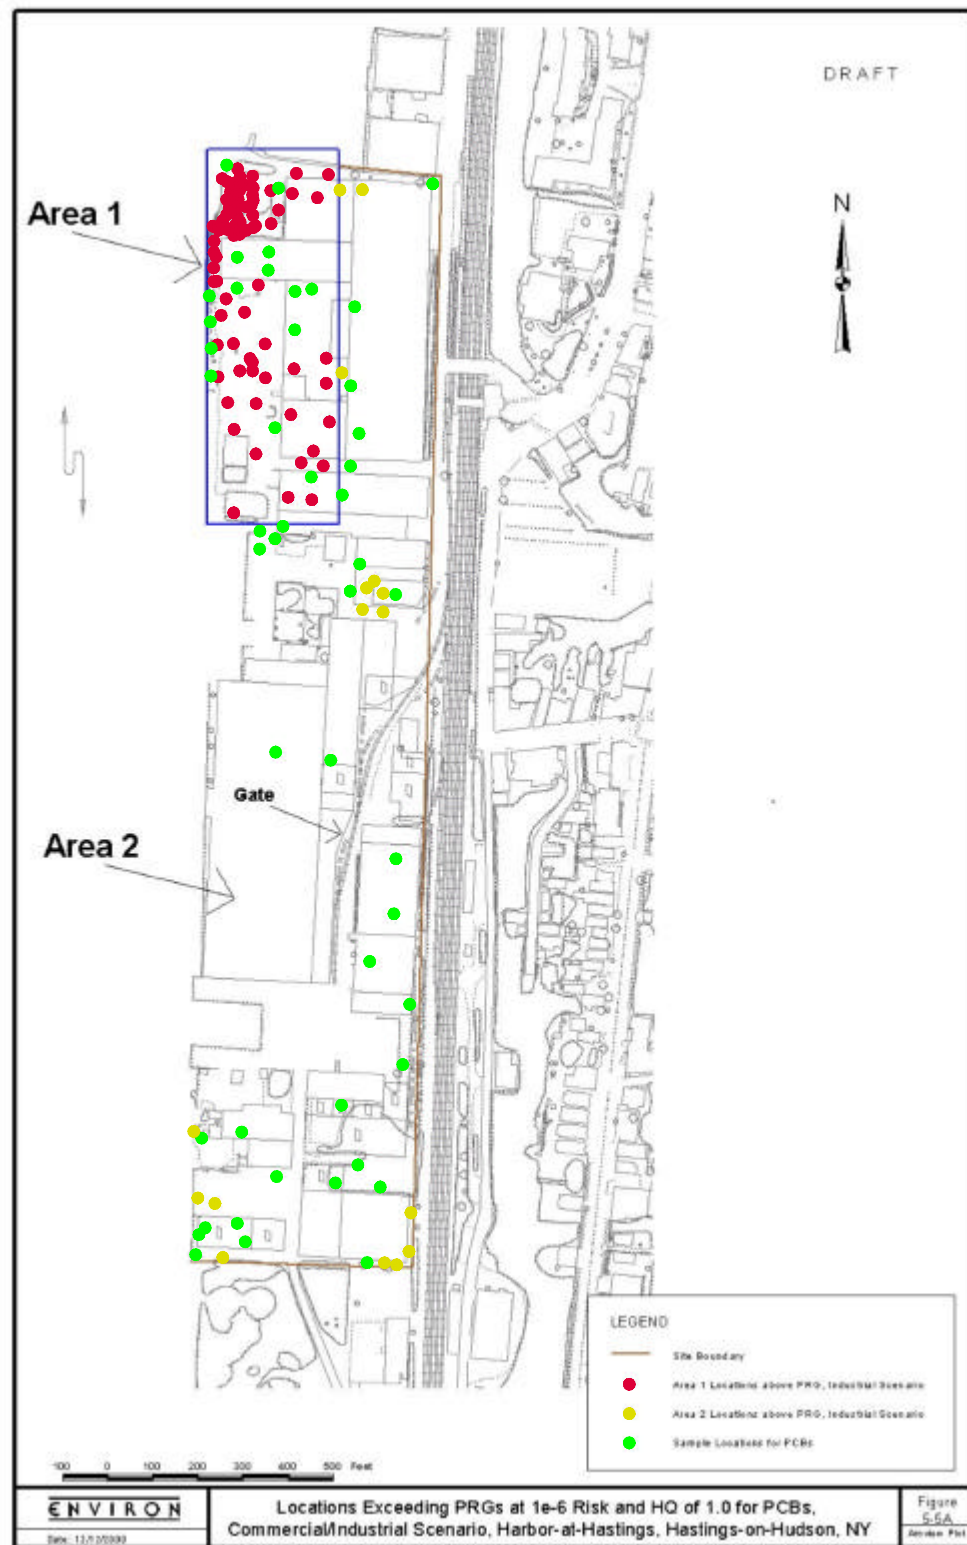 DRAFT
Area 1
N
Gate
Area 2
LEGEND
Site Boundary
Area 1 Locations above PRG, Industrial Scenario
Area 2 Locations above PRG, Industrial Scenario
Sample Locations for PCBs
100 0 100 200 300 400 500 Feet
ENVIRON
Date:
Locations Exceeding PRGs at 1e-6 Risk and HQ of 1.0 for PCBs,
Commercial/Industrial Scenario, Harbor-at-Hastings, Hastings-on-Hudson, NY
Figure
5-5A